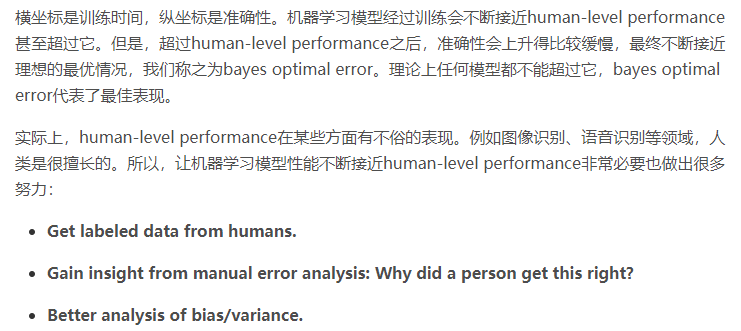 横坐标是训练时间，纵坐标是准确性。机器学习模型经过训练会不断接近human-level performance
甚至超过它。但是，超过human-level performance之后，准确性会上升得比较缓慢，最终不断接近
理想的最优情况，我们称之为bayes optimal error。理论上任何模型都不能超过它，bayes optimal
error代表了最佳表现。
实际上，human-level performance在某些方面有不俗的表现。例如图像识别、语音识别等领域，人
类是很擅长的。所以，让机器学习模型性能不断接近human-level performance非常必要也做出很多
努力：
• Get labeled data from humans.
• Gain insight from manual error analysis: Why did a person get this right?
• Better analysis of bias/variance.